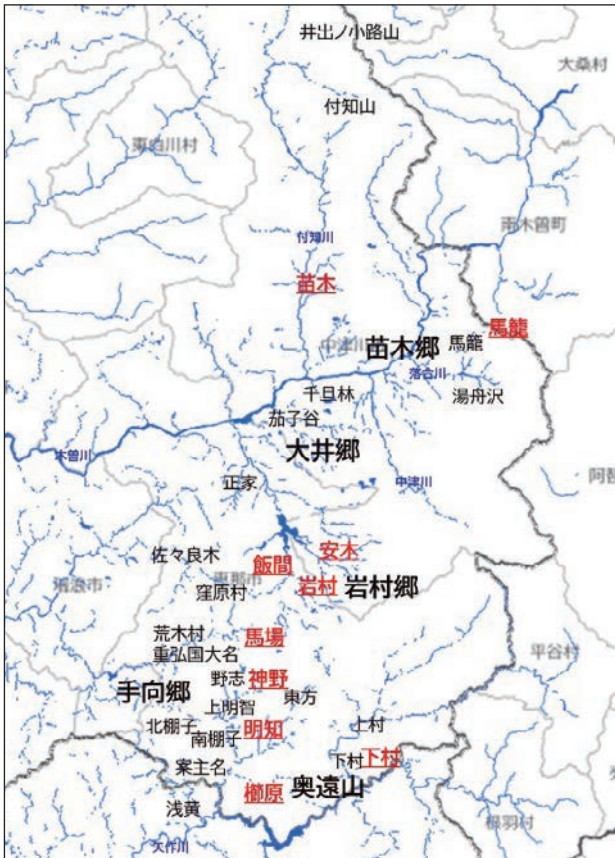 井出ノ小路山
大桑村
付知山
東白川村
南木曽町
付知川
苗木
馬籠
中津川
苗木郷
馬籠
落合川
千旦林
湯舟沢
茄子谷
大井郷
木曽川
正家
中津川
安木
佐々良木
飯間
岩村
岩村郷
恵那市
窪原村
荒木村
馬場
重弘国大名
平谷村
野志
神野
手向郷
東方
上明智
北棚子
南棚子
明知
上村
下村
下村
案主名
櫛原
奥遠山
浅黄
根羽村
矢作川